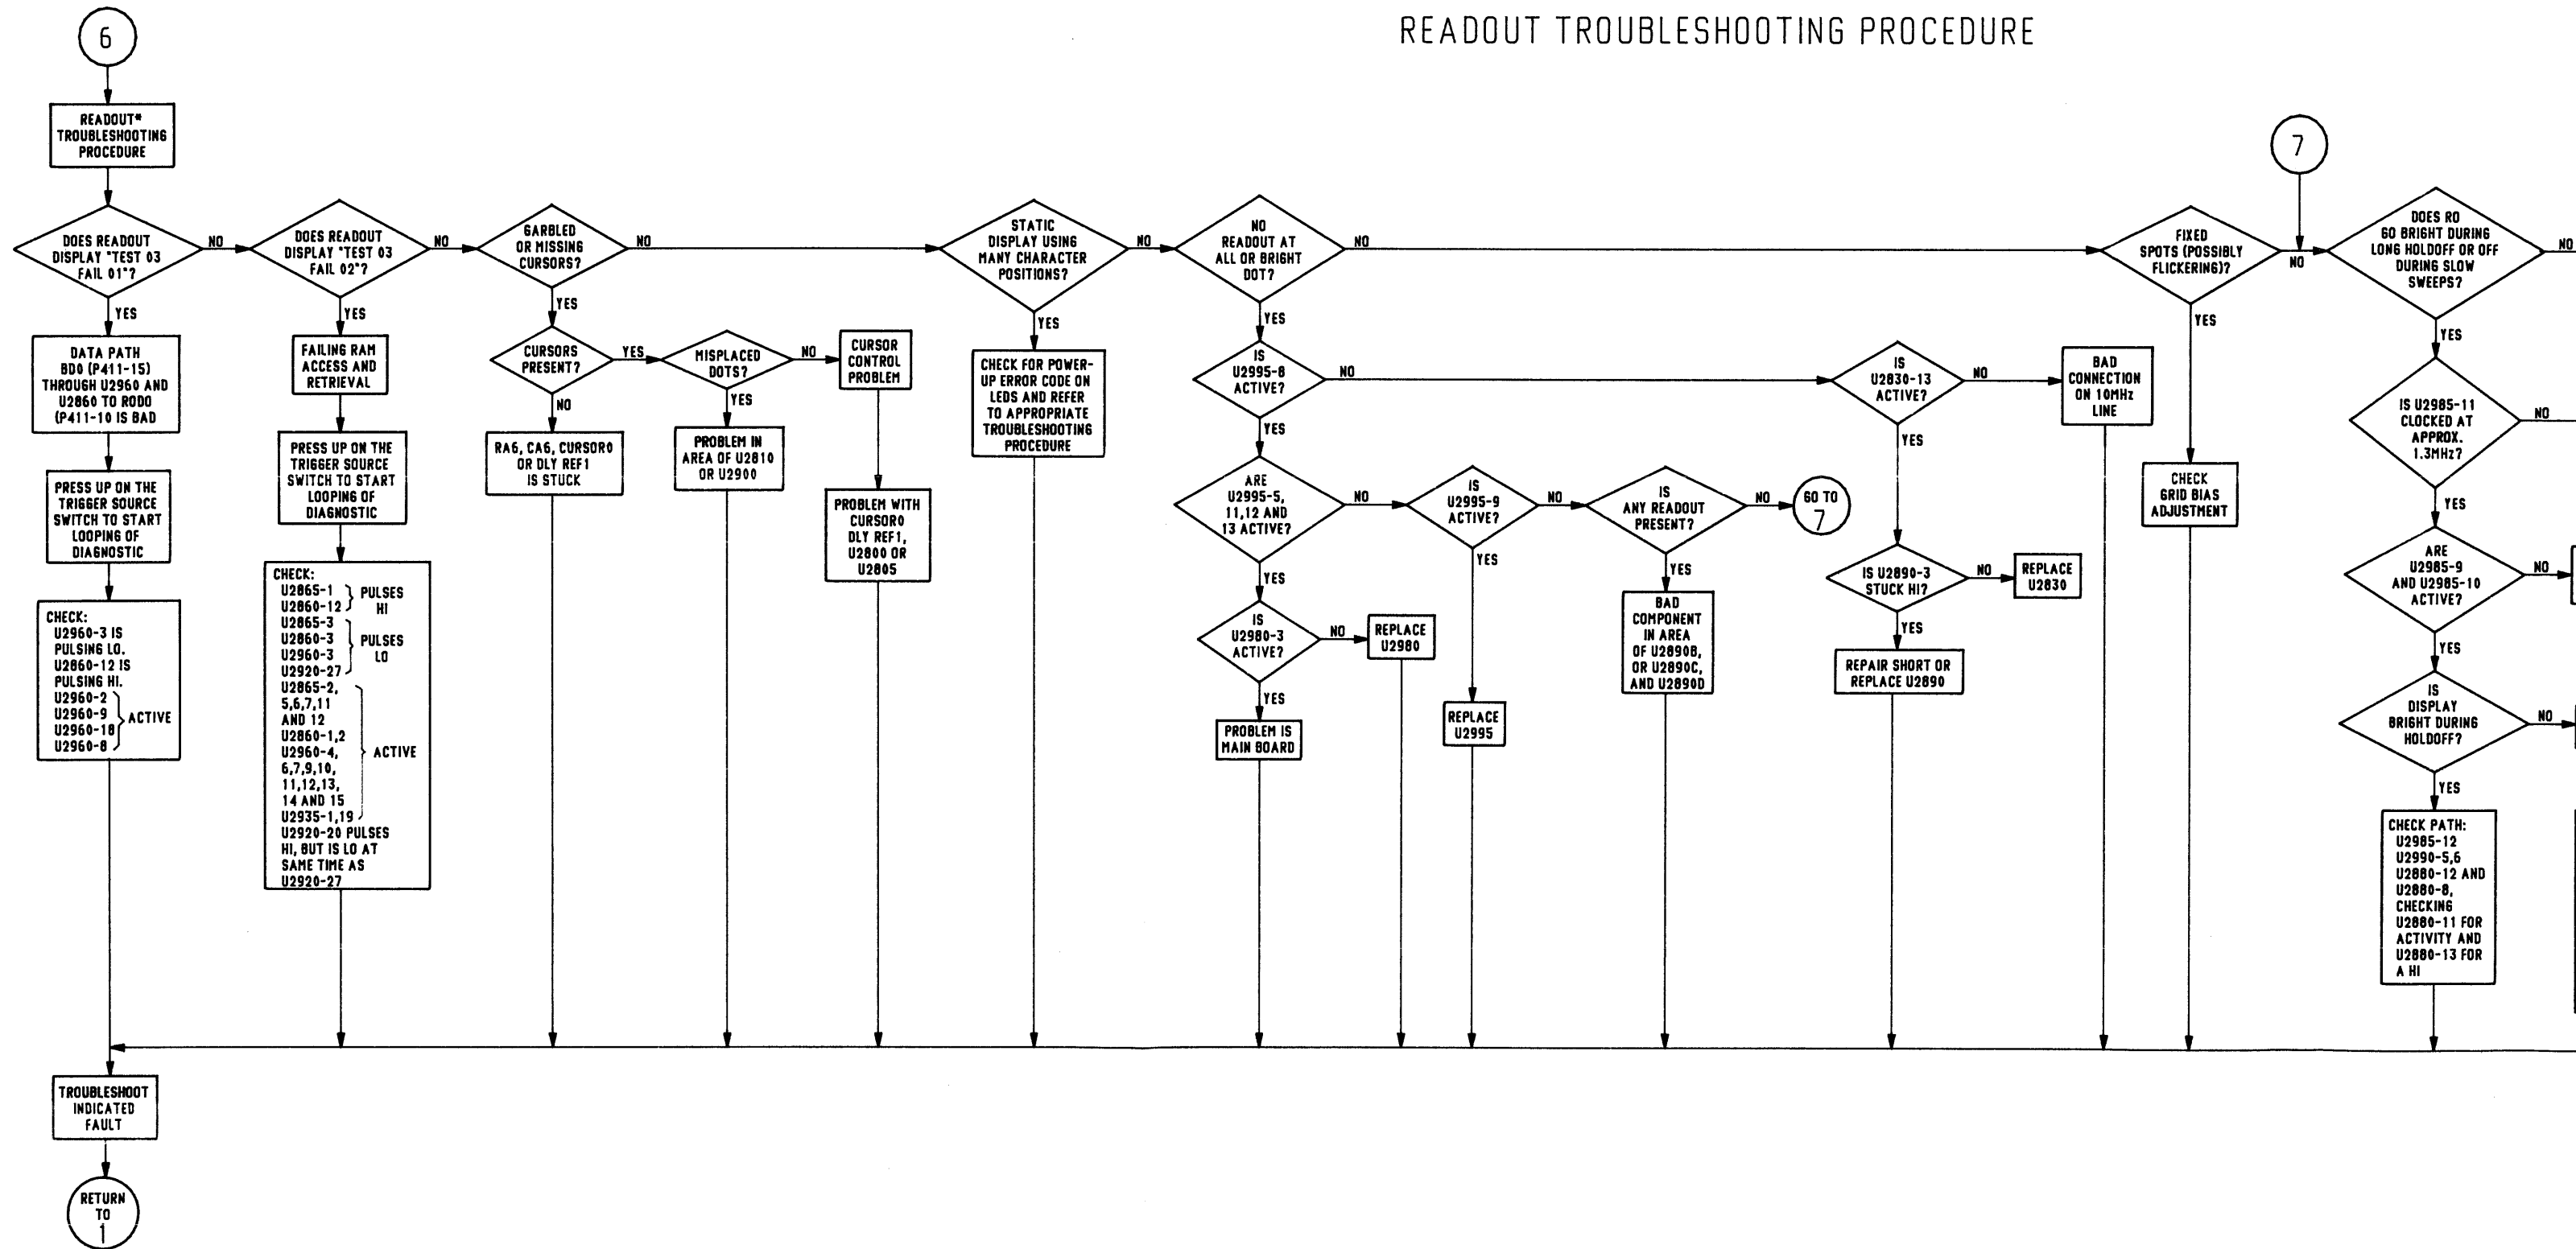 READOUT TROUBLESHOOTING PROCEDURE
6
READOUT*
TROUBLESHOOTING
PROCEDURE
DOES READOUT
DISPLAY "TEST 03
FAIL 01"?
NO
YES
DATA PATH
BD0 (P411-15)
THROUGH U2960 AND
U2860 TO RODO
(P411-10 IS BAD
PRESS UP ON THE
TRIGGER SOURCE
SWITCH TO START
LOOPING OF
DIAGNOSTIC
CHECK:
U2960-3 IS
PULSING LO.
U2860-12 IS
PULSING HI.
U2960-2
U2960-9
U2960-18
U2960-8
ACTIVE
TROUBLESHOOT
INDICATED
FAULT
RETURN
TO
1
DOES READOUT
DISPLAY "TEST 03
FAIL 02"?
NO
YES
FAILING RAM
ACCESS AND
RETRIEVAL
PRESS UP ON THE
TRIGGER SOURCE
SWITCH TO START
LOOPING OF
DIAGNOSTIC
CHECK:
U2865-1
U2860-12
PULSES
HI
U2865-3
U2860-3
U2960-3
U2920-27
PULSES
LO
U2865-2,
5,6,7,11
AND 12
U2860-1,2
U2960-4,
6,7,9,10,
11,12,13,
14 AND 15
U2935-1,19
ACTIVE
U2920-20 PULSES
HI, BUT IS LO AT
SAME TIME AS
U2920-27
GARBLED
OR MISSING
CURSORS?
NO
YES
CURSORS
PRESENT?
YES
NO
RA6, CA6, CURSOR0
OR DLY REF1
IS STUCK
MISPLACED
DOTS?
NO
YES
PROBLEM IN
AREA OF U2810
OR U2900
CURSOR
CONTROL
PROBLEM
PROBLEM WITH
CURSOR0
DLY REF1,
U2800 OR
U2805
STATIC
DISPLAY USING
MANY CHARACTER
POSITIONS?
NO
YES
CHECK FOR POWER-
UP ERROR CODE ON
LEDS AND REFER
TO APPROPRIATE
TROUBLESHOOTING
PROCEDURE
NO
READOUT AT
ALL OR BRIGHT
DOT?
NO
YES
IS
U2995-8
ACTIVE?
NO
YES
ARE
U2995-5,
11,12 AND
13 ACTIVE?
NO
YES
IS
U2980-3
ACTIVE?
NO
YES
REPLACE
U2980
PROBLEM IS
MAIN BOARD
IS
U2995-9
ACTIVE?
NO
YES
REPLACE
U2995
IS
ANY READOUT
PRESENT?
NO
YES
GO TO
7
BAD
COMPONENT
IN AREA
OF U2890B,
OR U2890C,
AND U2890D
IS
U2830-13
ACTIVE?
NO
YES
BAD
CONNECTION
ON 10MHz
LINE
IS U2890-3
STUCK HI?
NO
YES
REPLACE
U2830
REPAIR SHORT OR
REPLACE U2890
FIXED
SPOTS (POSSIBLY
FLICKERING)?
NO
YES
CHECK
GRID BIAS
ADJUSTMENT
7
DOES RO
GO BRIGHT DURING
LONG HOLDOFF OR OFF
DURING SLOW
SWEEPS?
NO
YES
IS U2985-11
CLOCKED AT
APPROX.
1.3MHz?
NO
YES
ARE
U2985-9
AND U2985-10
ACTIVE?
NO
YES
IS
DISPLAY
BRIGHT DURING
HOLDOFF?
NO
YES
CHECK PATH:
U2985-12
U2990-5,6
U2880-12 AND
U2880-8,
CHECKING
U2880-11 FOR
ACTIVITY AND
U2880-13 FOR
A HI